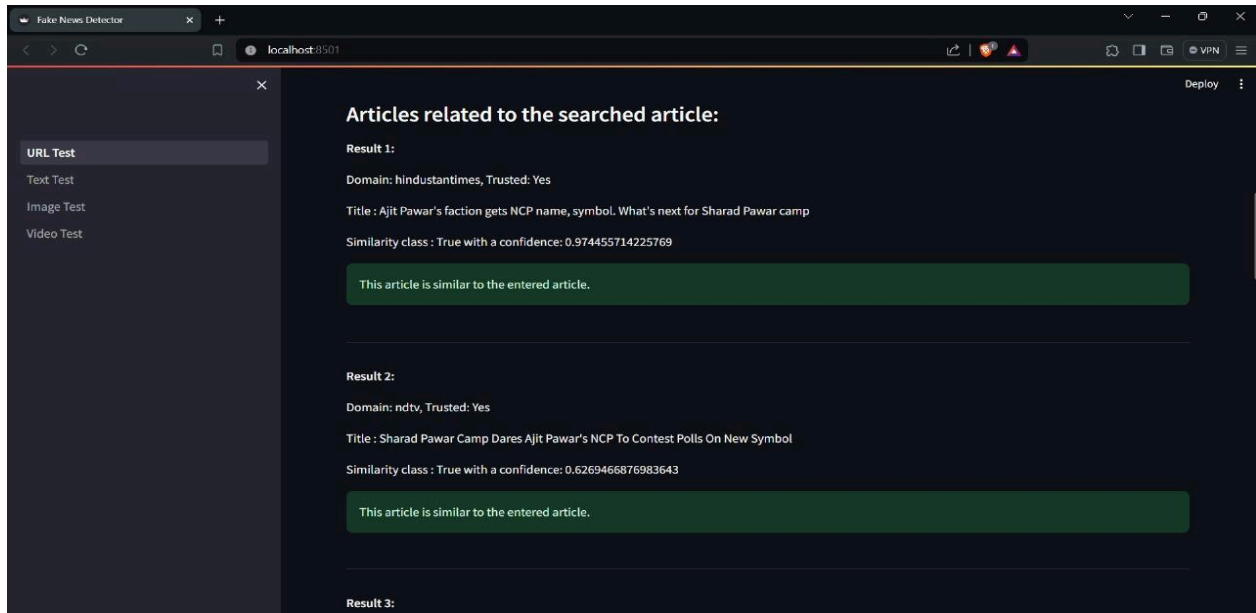 Fake News Detector
localhost:8501
VPN
Deploy
URL Test
Text Test
Image Test
Video Test
Articles related to the searched article:
Result 1:
Domain: hindustantimes, Trusted: Yes
Title : Ajit Pawar's faction gets NCP name, symbol. What's next for Sharad Pawar camp
Similarity class : True with a confidence: 0.974455714225769
This article is similar to the entered article.
Result 2:
Domain: ndtv, Trusted: Yes
Title : Sharad Pawar Camp Dares Ajit Pawar's NCP To Contest Polls On New Symbol
Similarity class : True with a confidence: 0.6269466876983643
This article is similar to the entered article.
Result 3: